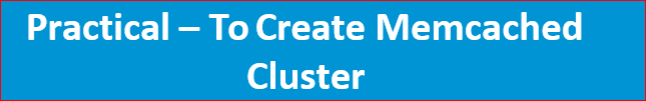 Practical – To Create Memcached
Cluster